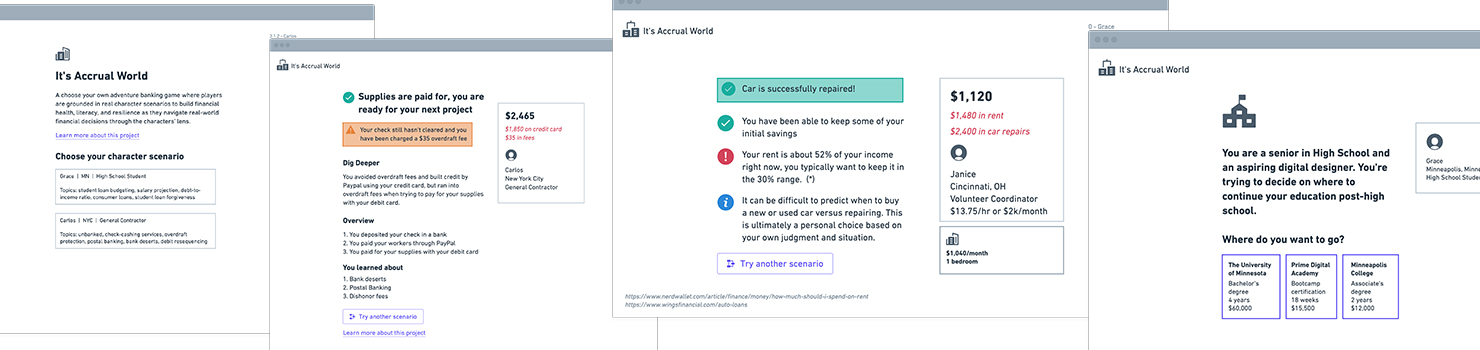 It's Accrual World
A choose your own adventure banking game where players
are grounded in real character scenarios to build financial
health, literacy, and resilience as they navigate real-world
financial decisions through the characters' lens.
Learn more about this project
Choose your character scenario
Grace | MN | High School Student
Topics: student loan budgeting, salary projection, debt-to-
income ratio, consumer loans, student loan forgiveness
Carlos | NYC | General Contractor
Topics: unbanked, check-cashing services, overdraft
protection, postal banking, bank deserts, debit resequencing
It's Accrual World
Supplies are paid for, you are
ready for your next project
Your check still hasn't cleared and you
have been charged a $35 overdraft fee
Dig Deeper
You avoided overdraft fees and built credit by
Paypal using your credit card, but ran into
overdraft fees when trying to pay for your supplies
with your debit card.
Overview
1. You deposited your check in a bank
2. You paid your workers through PayPal
3. You paid for your supplies with your debit card
You learned about
1. Bank deserts
2. Postal Banking
3. Dishonor fees
Try another scenario
Learn more about this project
$2,465
$1,850 on credit card
$35 in fees
Carlos
New York City
General Contractor
It's Accrual World
Car is successfully repaired!
You have been able to keep some of your
initial savings
Your rent is about 52% of your income
right now, you typically want to keep it in
the 30% range. (*)
It can be difficult to predict when to buy
a new or used car versus repairing. This
is ultimately a personal choice based on
your own judgment and situation.
Try another scenario
https://www.nerdwallet.com/article/finance/money/how-much-should-i-spend-on-rent
https://www.wingsfinancial.com/auto-loans
$1,120
$1,480 in rent
$2,400 in car repairs
Janice
Cincinnati, OH
Volunteer Coordinator
$13.75/hr or $2k/month
$1,040/month
1 bedroom
0 - Grace
It's Accrual World
You are a senior in High School and
an aspiring digital designer. You're
trying to decide on where to
continue your education post-high
school.
Where do you want to go?
The University
of Minnesota
Bachelor's
degree
4 years
$60,000
Prime Digital
Academy
Bootcamp
certification
18 weeks
$15,500
Minneapolis
College
Associate's
degree
2 years
$12,000
Grace
Minneapolis, Minn
High School Student